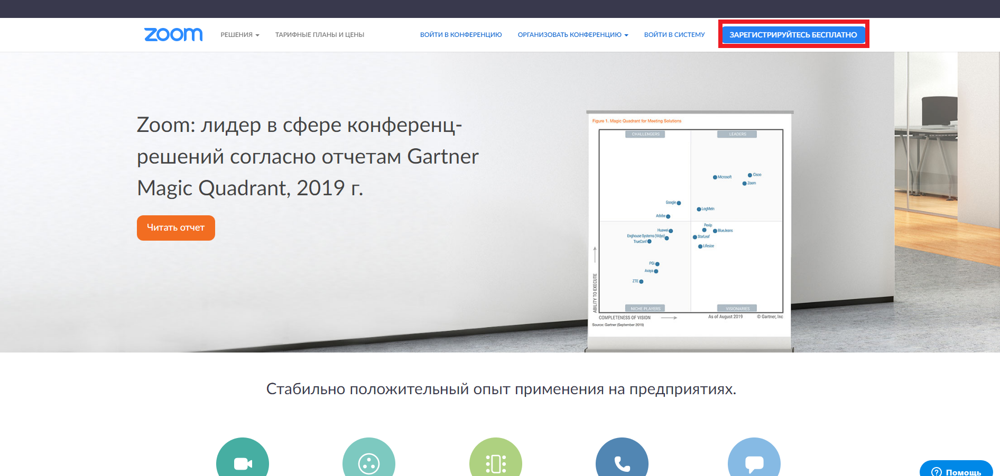 zoom
РЕШЕНИЯ
ТАРИФНЫЕ ПЛАНЫ И ЦЕНЫ
ВОЙТИ В КОНФЕРЕНЦИЮ
ОРГАНИЗОВАТЬ КОНФЕРЕНЦИЮ
ВОЙТИ В СИСТЕМУ
ЗАРЕГИСТРИРУЙТЕСЬ БЕСПЛАТНО
Zoom: лидер в сфере конференц-
решений согласно отчетам Gartner
Magic Quadrant, 2019 г.
Читать отчет
Figure 1. Magic Quadrant for Meeting Solutions
CHALLENGERS
LEADERS
Microsoft
Cisco
Zoom
Google
LogMeIn
Adobe
Pexip
Huawei
BlueJeans
Enghouse Systems (Vidyo)
StarLeaf
TrueConf
Lifesize
PGi
Avaya
ZTE
ABILITY TO EXECUTE
NICHE PLAYERS
VISIONARIES
COMPLETENESS OF VISION
As of August 2019
© Gartner, Inc
Source: Gartner (September 2019)
Стабильно положительный опыт применения на предприятиях.
Помощь